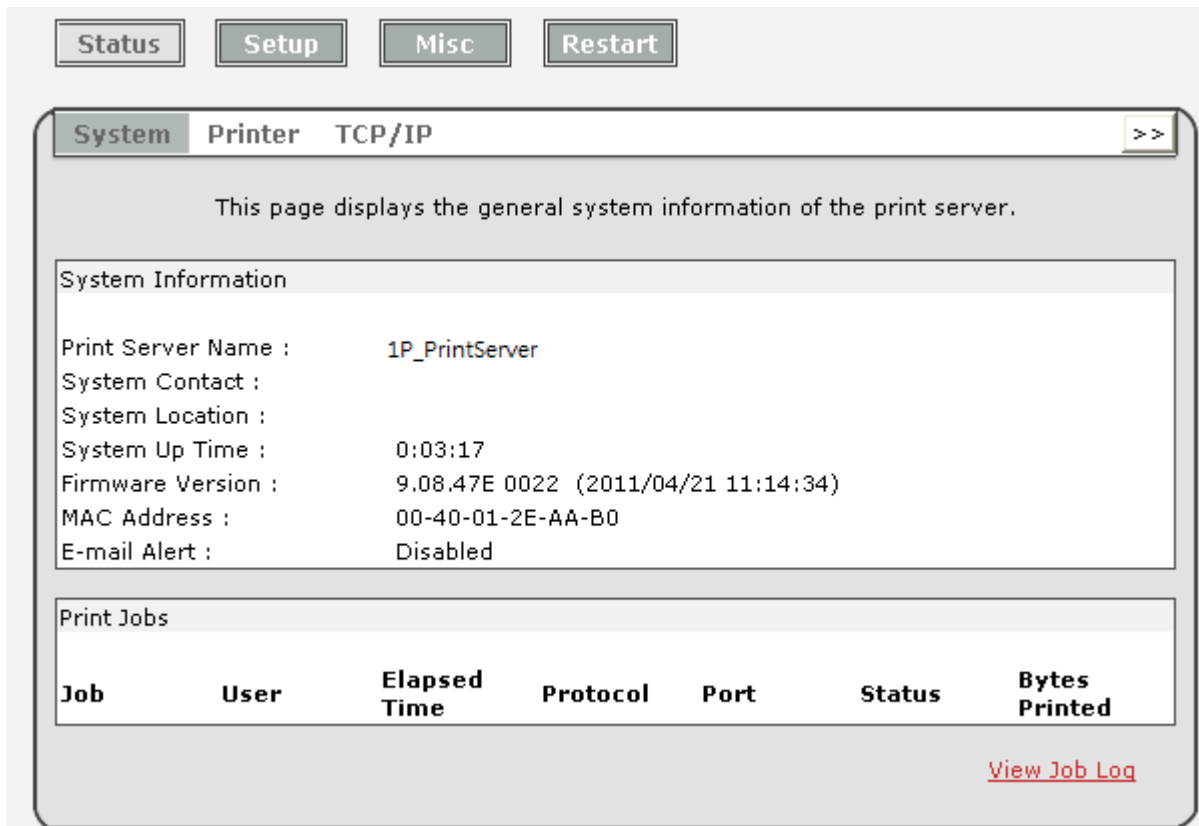 Status Setup Misc Restart
System Printer TCP/IP >>
This page displays the general system information of the print server.
System Information
Print Server Name : 1P_PrintServer
System Contact :
System Location :
System Up Time : 0:03:17
Firmware Version : 9.08.47E 0022 (2011/04/21 11:14:34)
MAC Address : 00-40-01-2E-AA-B0
E-mail Alert : Disabled
Print Jobs
Job User Elapsed Time Protocol Port Status Bytes Printed
View Job Log